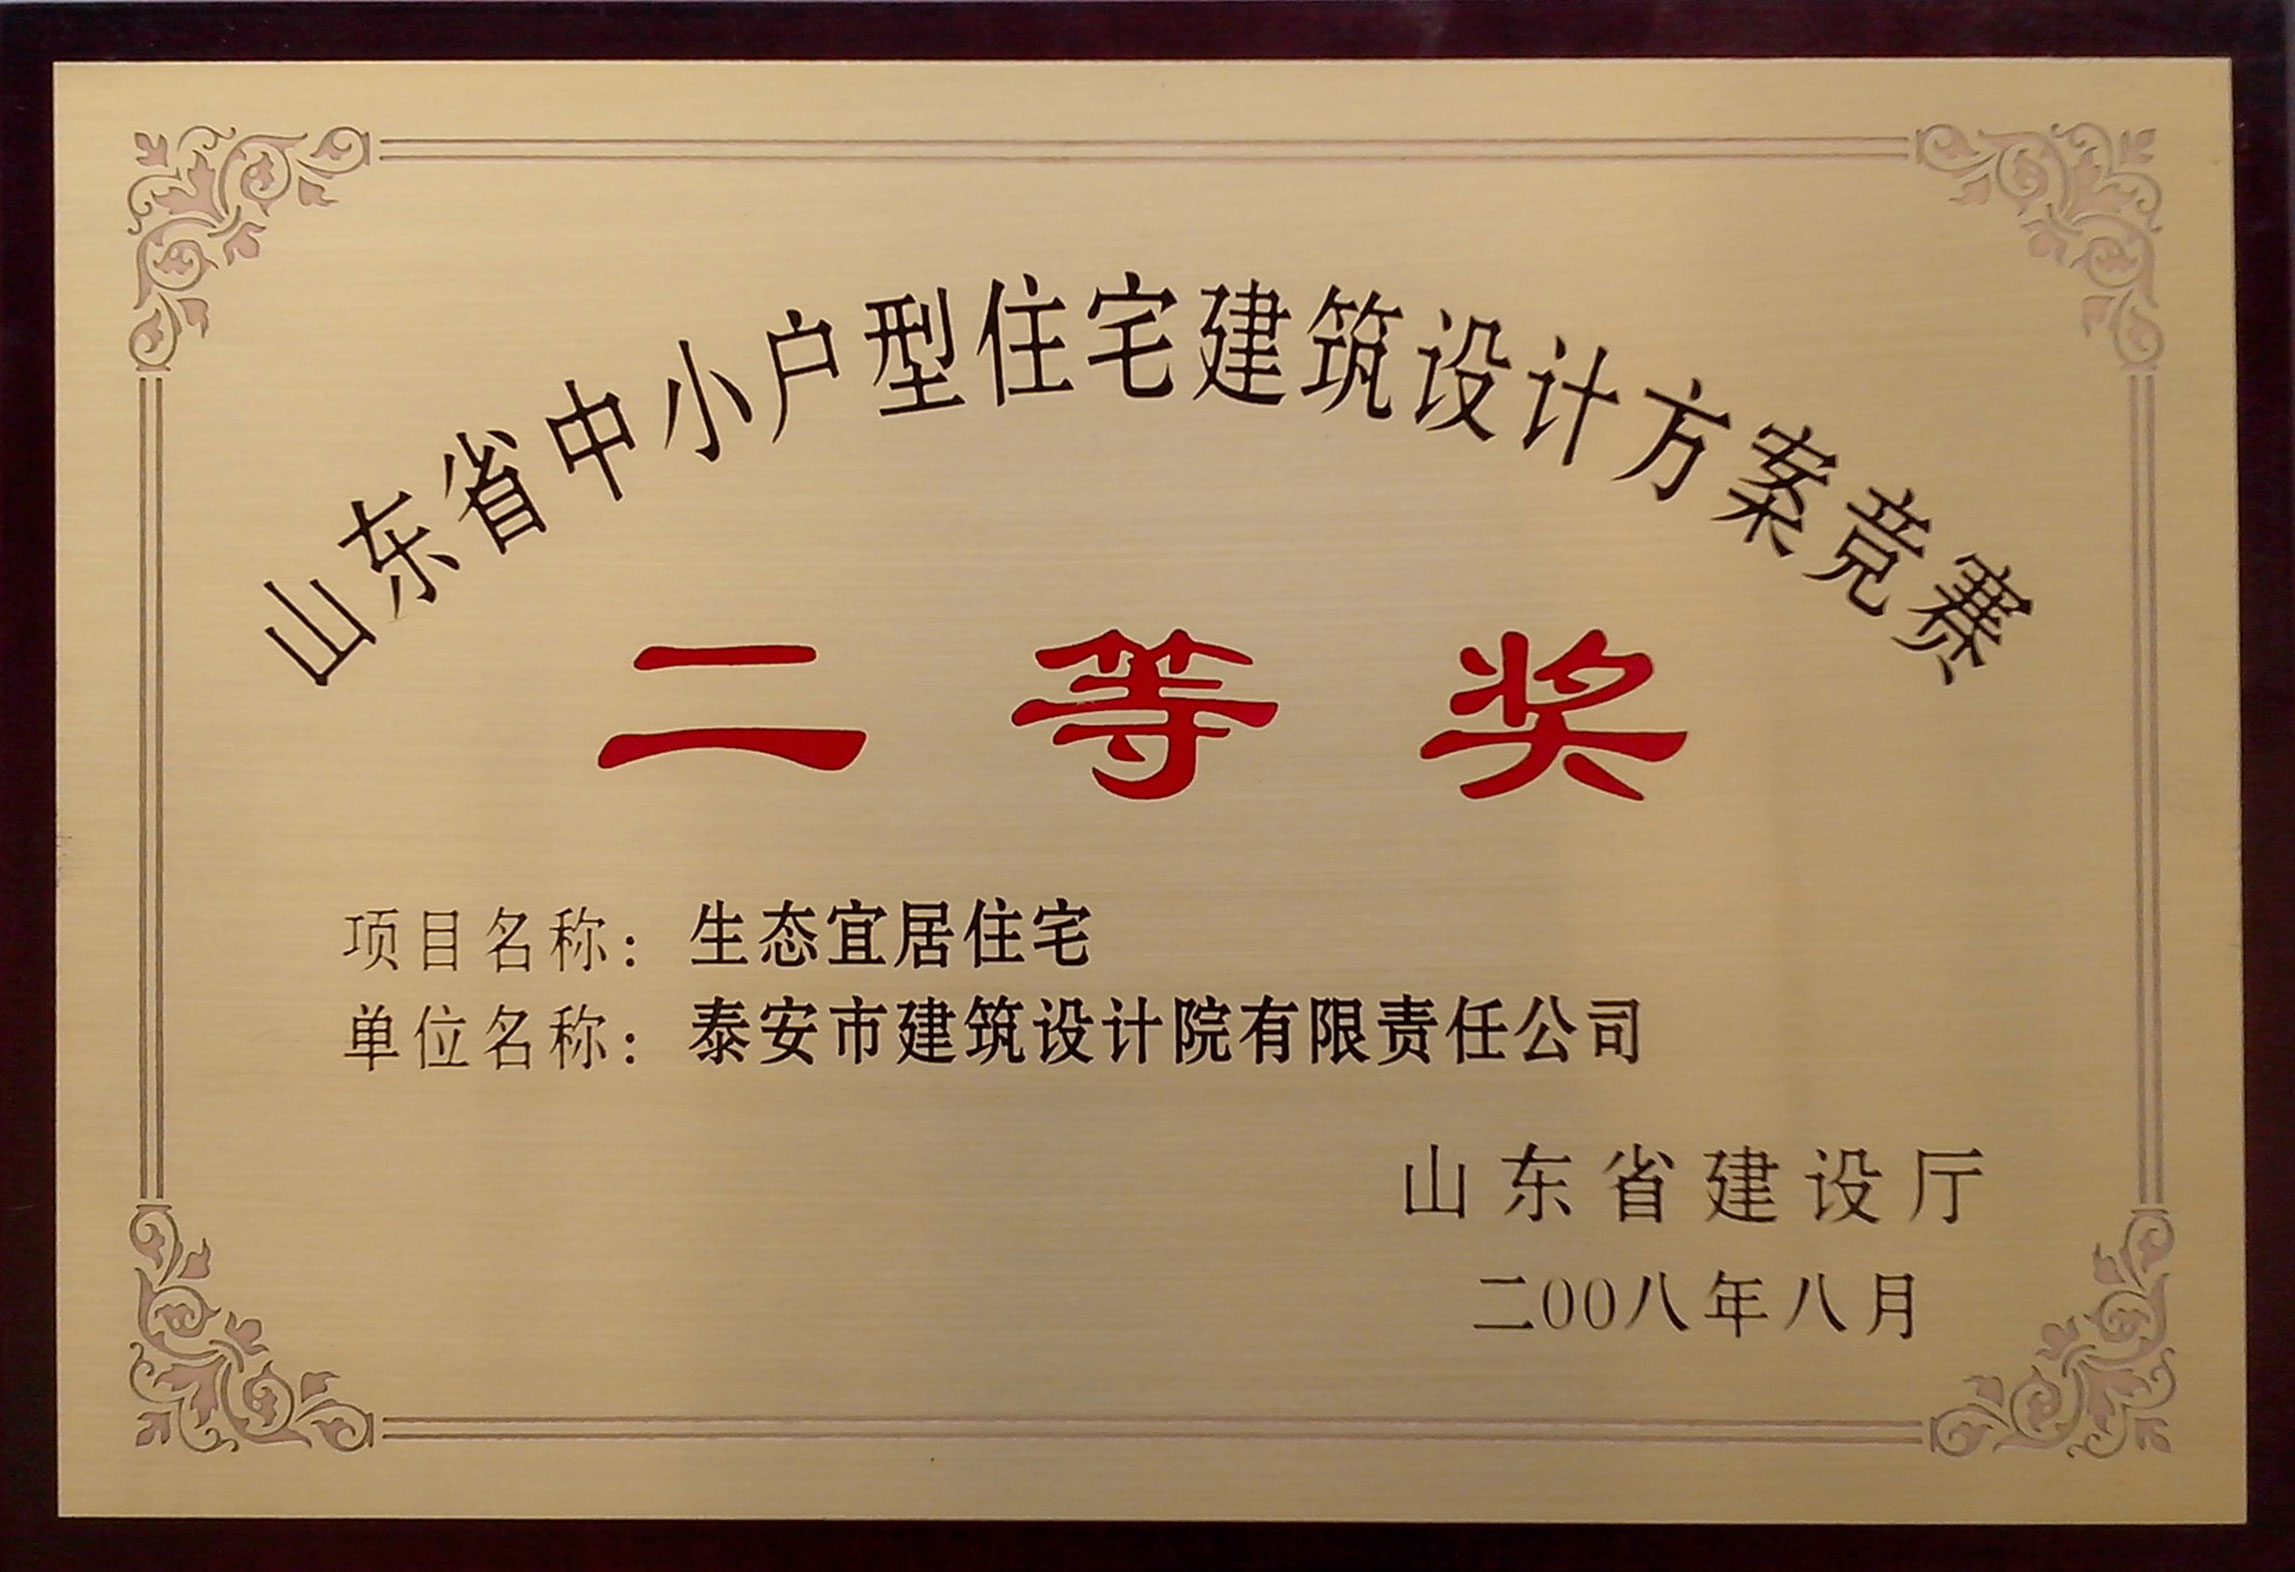 山东省中小户型住宅建筑设计方案竞赛
二等奖
项目名称：生态宜居住宅
单位名称：泰安市建筑设计院有限责任公司
山东省建设厅
二00八年八月